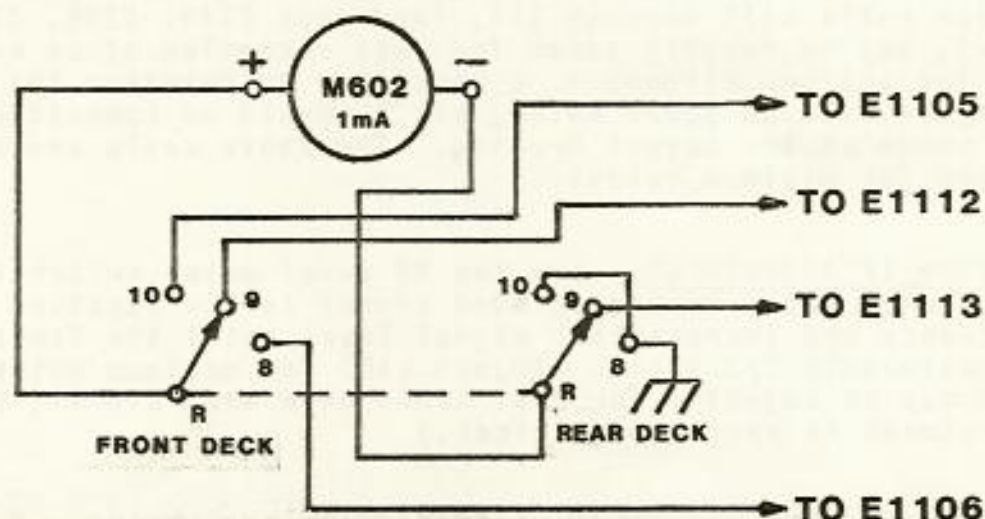 +
M602
1mA
−
TO E1105
TO E1112
10
9
8
R
FRONT DECK
10
9
8
R
REAR DECK
TO E1113
TO E1106